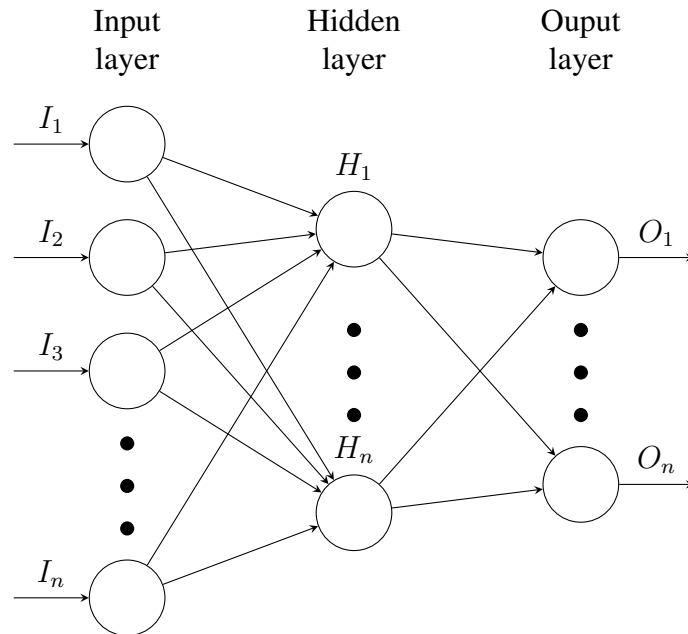 Input layer
Hidden layer
Ouput layer
I₁
H₁
I₂
O₁
I₃
Hₙ
Oₙ
Iₙ